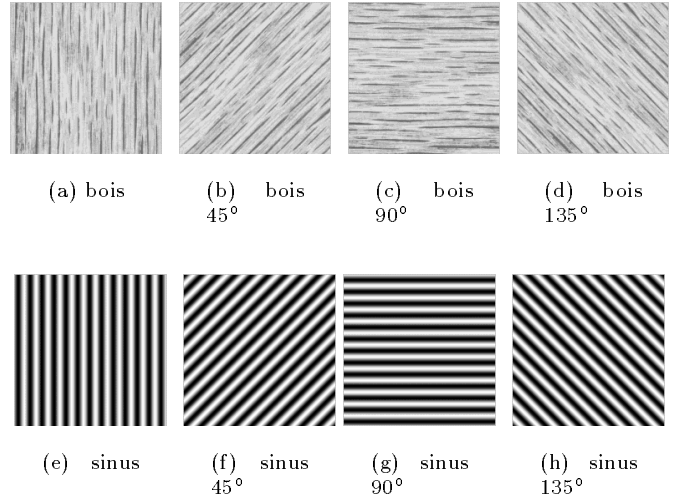 (a) bois
(b) bois
45°
(c) bois
90°
(d) bois
135°
(e) sinus
(f) sinus
45°
(g) sinus
90°
(h) sinus
135°